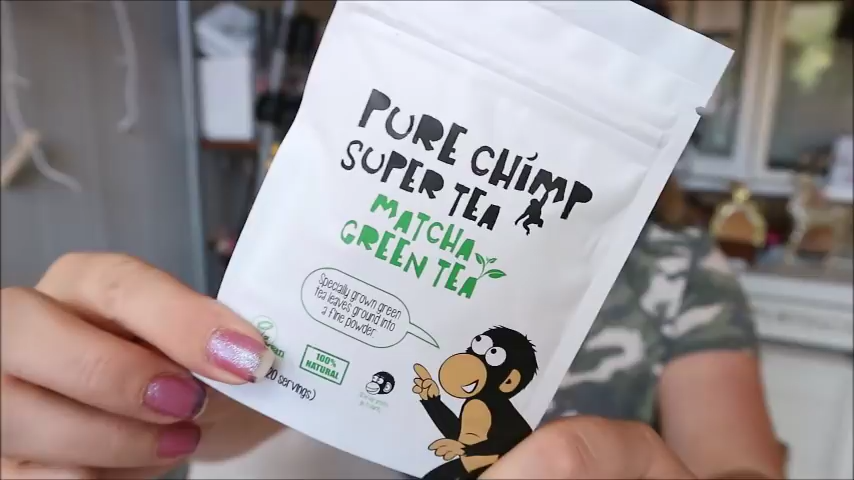 PURE CHIMP
SUPER TEA
MATCHA
GREEN TEA
Specially grown green
tea leaves ground into
a fine powder
100%
NATURAL
20 servings)